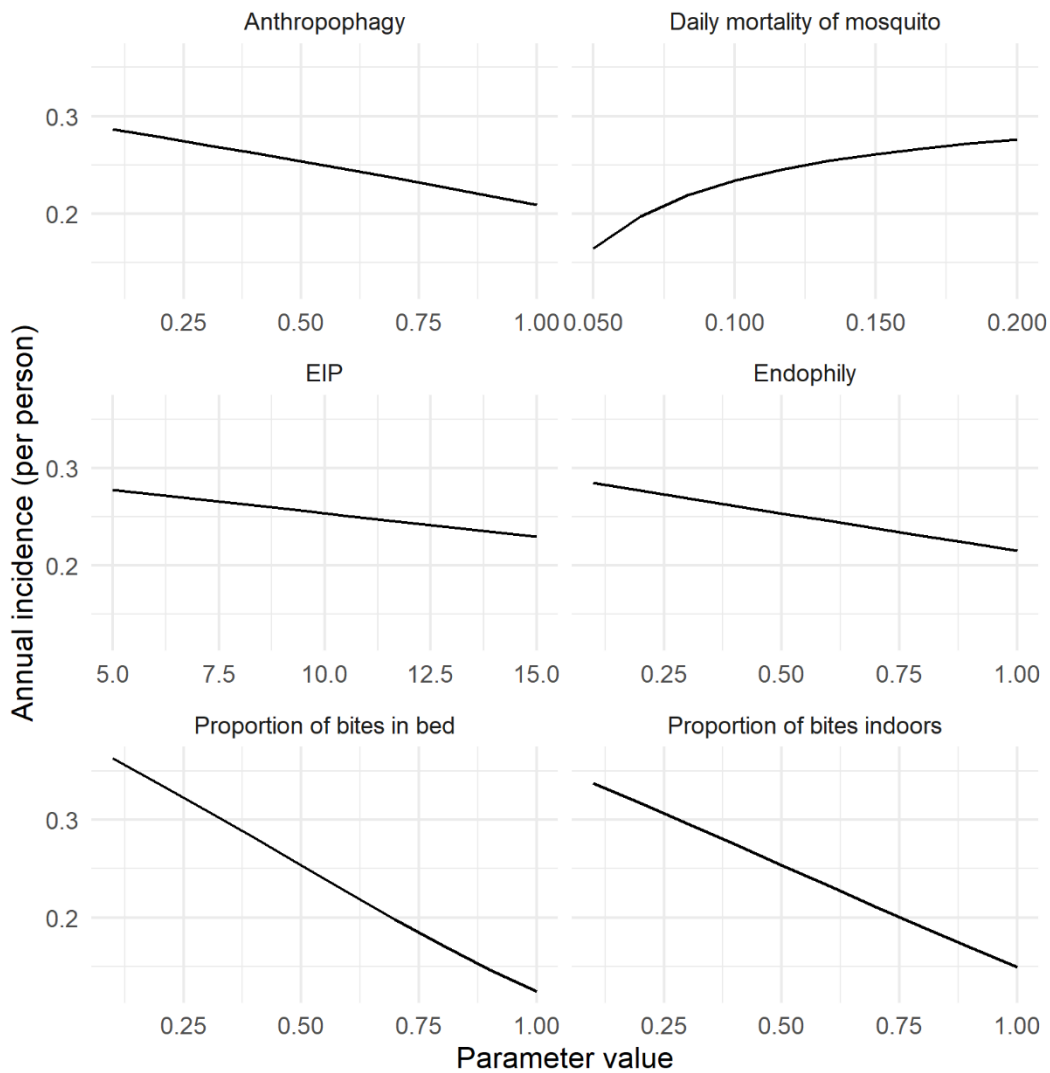 Anthropophagy
Daily mortality of mosquito
0.3
0.2
0.25 0.50 0.75 1.00
0.050 0.100 0.150 0.200
EIP
Endophily
0.3
0.2
5.0 7.5 10.0 12.5 15.0
0.25 0.50 0.75 1.00
Proportion of bites in bed
Proportion of bites indoors
0.3
0.2
0.25 0.50 0.75 1.00
0.25 0.50 0.75 1.00
Annual incidence (per person)
Parameter value